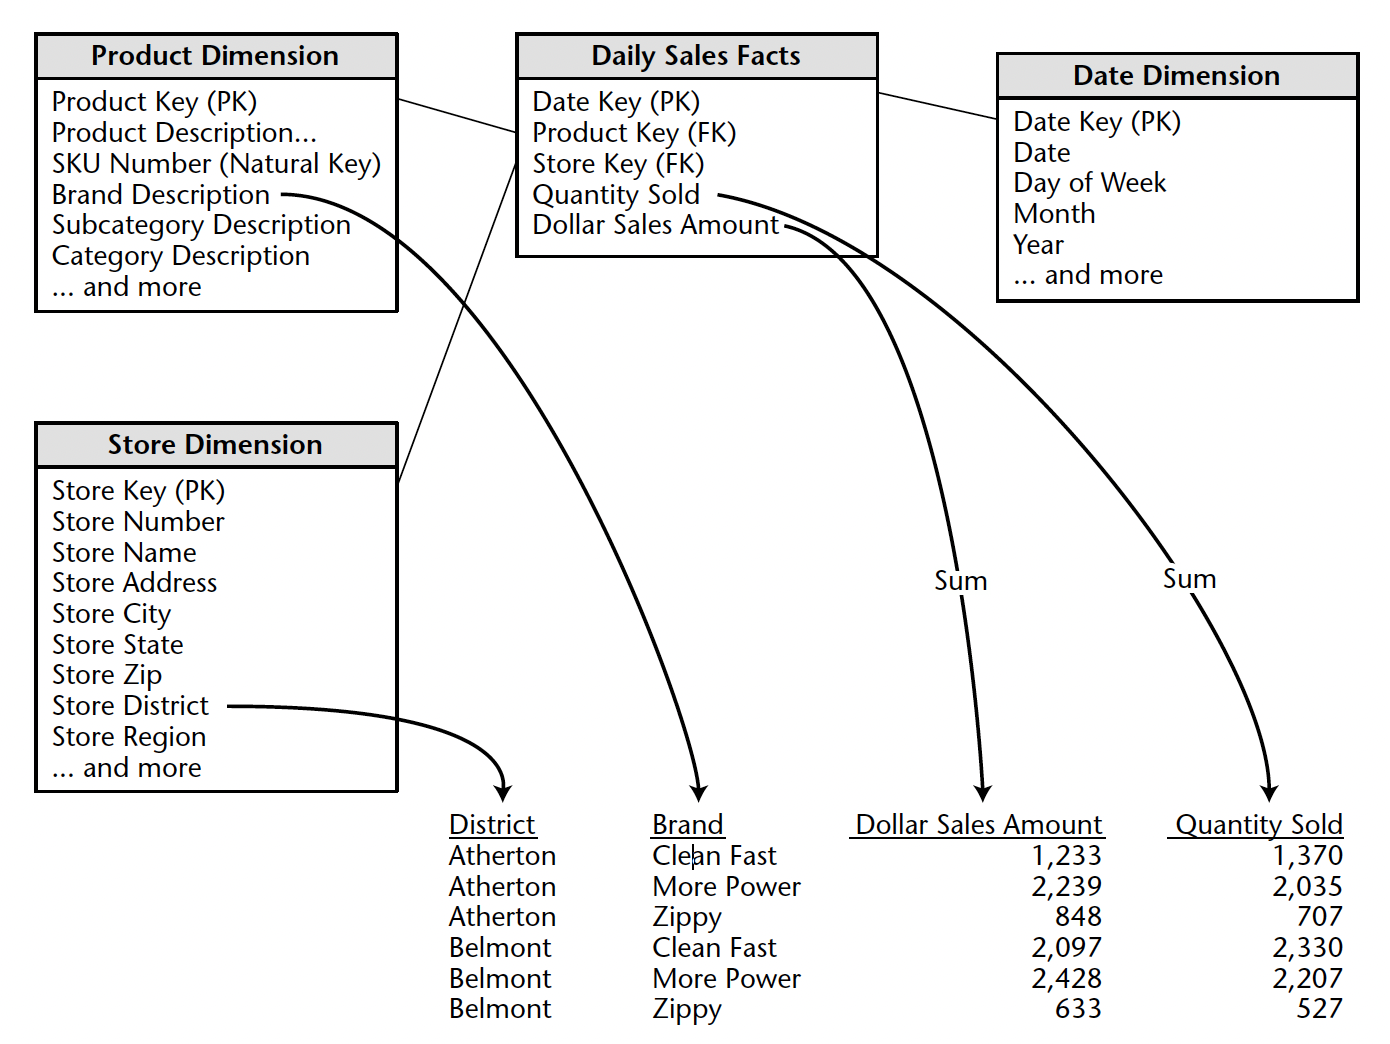 Product Dimension
Product Key (PK)
Product Description...
SKU Number (Natural Key)
Brand Description
Subcategory Description
Category Description
... and more
Daily Sales Facts
Date Key (PK)
Product Key (FK)
Store Key (FK)
Quantity Sold
Dollar Sales Amount
Date Dimension
Date Key (PK)
Date
Day of Week
Month
Year
... and more
Store Dimension
Store Key (PK)
Store Number
Store Name
Store Address
Store City
Store State
Store Zip
Store District
Store Region
... and more
Sum
Sum
District Brand Dollar Sales Amount Quantity Sold
Atherton Clean Fast 1,233 1,370
Atherton More Power 2,239 2,035
Atherton Zippy 848 707
Belmont Clean Fast 2,097 2,330
Belmont More Power 2,428 2,207
Belmont Zippy 633 527